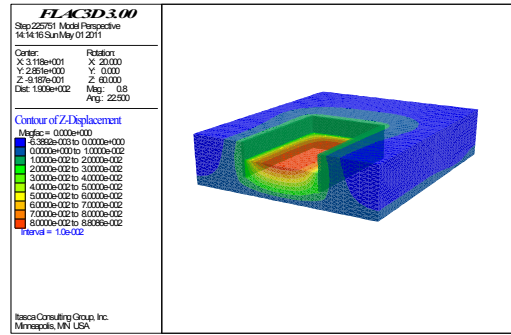 FLAC3D 3.00
Step 225751 Model Perspective
14:14:16 Sun May 01 2011
Center: Rotation:
X: 3.118e+001 X: 20.000
Y: 2.851e+000 Y: 0.000
Z: -9.187e-001 Z: 60.000
Dist: 1.909e+002 Mag.: 0.8
Ang.: 22.500
Contour of Z-Displacement
Magfac = 0.000e+000
-6.3892e-003 to 0.0000e+000
0.0000e+000 to 1.0000e-002
1.0000e-002 to 2.0000e-002
2.0000e-002 to 3.0000e-002
3.0000e-002 to 4.0000e-002
4.0000e-002 to 5.0000e-002
5.0000e-002 to 6.0000e-002
6.0000e-002 to 7.0000e-002
7.0000e-002 to 8.0000e-002
8.0000e-002 to 8.8086e-002
Interval = 1.0e-002
Itasca Consulting Group, Inc.
Minneapolis, MN USA